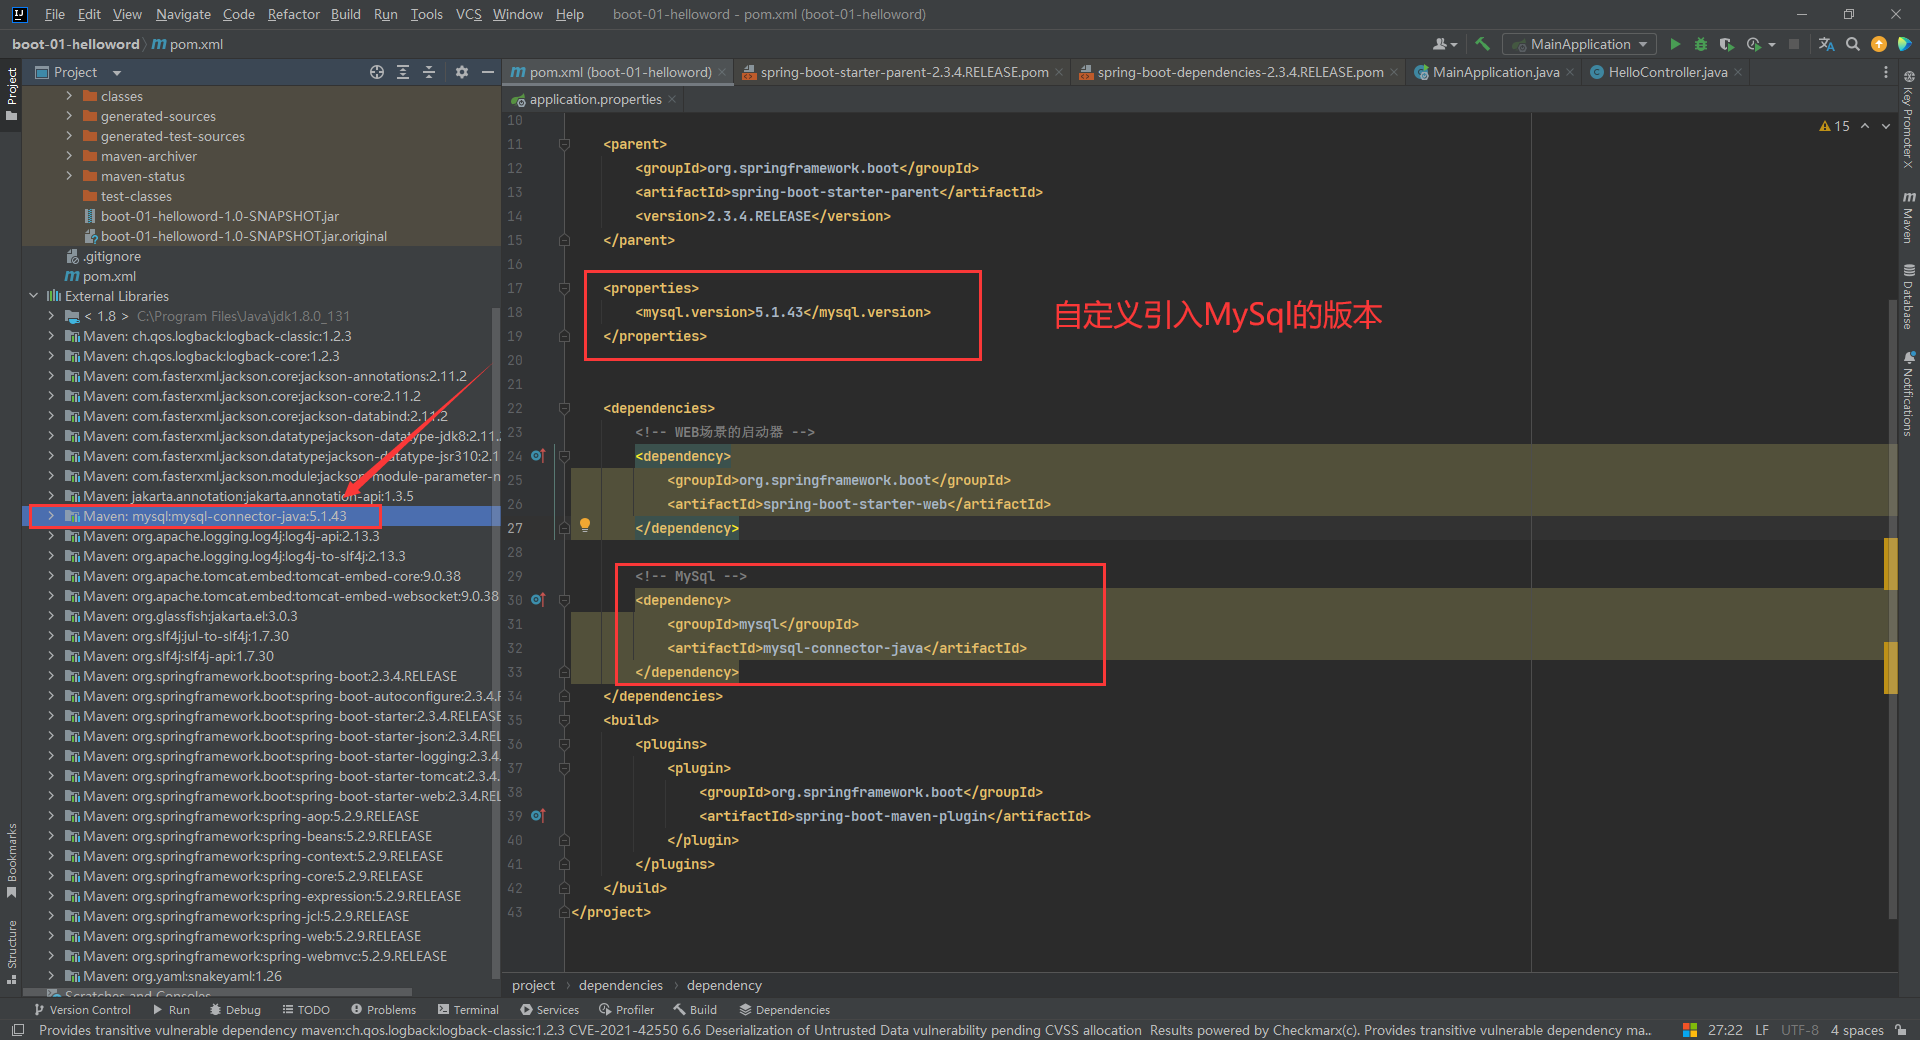 File Edit View Navigate Code Refactor Build Run Tools VCS Window Help boot-01-helloword - pom.xml (boot-01-helloword)
boot-01-helloword pom.xml
MainApplication
Project
pom.xml (boot-01-helloword) spring-boot-starter-parent-2.3.4.RELEASE.pom spring-boot-dependencies-2.3.4.RELEASE.pom MainApplication.java HelloController.java
application.properties
Project
classes
generated-sources
generated-test-sources
maven-archiver
maven-status
test-classes
boot-01-helloword-1.0-SNAPSHOT.jar
boot-01-helloword-1.0-SNAPSHOT.jar.original
.gitignore
pom.xml
External Libraries
< 1.8 > C:\Program Files\Java\jdk1.8.0_131
Maven: ch.qos.logback:logback-classic:1.2.3
Maven: ch.qos.logback:logback-core:1.2.3
Maven: com.fasterxml.jackson.core:jackson-annotations:2.11.2
Maven: com.fasterxml.jackson.core:jackson-core:2.11.2
Maven: com.fasterxml.jackson.core:jackson-databind:2.11.2
Maven: com.fasterxml.jackson.datatype:jackson-datatype-jdk8:2.11.
Maven: com.fasterxml.jackson.datatype:jackson-datatype-jsr310:2.1
Maven: com.fasterxml.jackson.module:jackson-module-parameter-n
Maven: jakarta.annotation:jakarta.annotation-api:1.3.5
Maven: mysql:mysql-connector-java:5.1.43
Maven: org.apache.logging.log4j:log4j-api:2.13.3
Maven: org.apache.logging.log4j:log4j-to-slf4j:2.13.3
Maven: org.apache.tomcat.embed:tomcat-embed-core:9.0.38
Maven: org.apache.tomcat.embed:tomcat-embed-websocket:9.0.38
Maven: org.glassfish:jakarta.el:3.0.3
Maven: org.slf4j:jul-to-slf4j:1.7.30
Maven: org.slf4j:slf4j-api:1.7.30
Maven: org.springframework.boot:spring-boot:2.3.4.RELEASE
Maven: org.springframework.boot:spring-boot-autoconfigure:2.3.4.F
Maven: org.springframework.boot:spring-boot-starter:2.3.4.RELEASE
Maven: org.springframework.boot:spring-boot-starter-json:2.3.4.REL
Maven: org.springframework.boot:spring-boot-starter-logging:2.3.4.
Maven: org.springframework.boot:spring-boot-starter-tomcat:2.3.4.
Maven: org.springframework.boot:spring-boot-starter-web:2.3.4.REL
Maven: org.springframework:spring-aop:5.2.9.RELEASE
Maven: org.springframework:spring-beans:5.2.9.RELEASE
Maven: org.springframework:spring-context:5.2.9.RELEASE
Maven: org.springframework:spring-core:5.2.9.RELEASE
Maven: org.springframework:spring-expression:5.2.9.RELEASE
Maven: org.springframework:spring-jcl:5.2.9.RELEASE
Maven: org.springframework:spring-web:5.2.9.RELEASE
Maven: org.springframework:spring-webmvc:5.2.9.RELEASE
Maven: org.yaml:snakeyaml:1.26
Scratches and Consoles
Bookmarks
Structure
15
10
11 <parent>
12 <groupId>org.springframework.boot</groupId>
13 <artifactId>spring-boot-starter-parent</artifactId>
14 <version>2.3.4.RELEASE</version>
15 </parent>
16
17 <properties>
18 <mysql.version>5.1.43</mysql.version>
19 </properties>
自定义引入MySql的版本
20
21
22 <dependencies>
23 <!-- WEB场景的启动器 -->
24 <dependency>
25 <groupId>org.springframework.boot</groupId>
26 <artifactId>spring-boot-starter-web</artifactId>
27 </dependency>
28
29 <!-- MySql -->
30 <dependency>
31 <groupId>mysql</groupId>
32 <artifactId>mysql-connector-java</artifactId>
33 </dependency>
34 </dependencies>
35 <build>
36 <plugins>
37 <plugin>
38 <groupId>org.springframework.boot</groupId>
39 <artifactId>spring-boot-maven-plugin</artifactId>
40 </plugin>
41 </plugins>
42 </build>
43 </project>
project dependencies dependency
Key Promoter X
Maven
Database
Notifications
Version Control Run Debug TODO Problems Terminal Services Profiler Build Dependencies
Provides transitive vulnerable dependency maven:ch.qos.logback:logback-classic:1.2.3 CVE-2021-42550 6.6 Deserialization of Untrusted Data vulnerability pending CVSS allocation Results powered by Checkmarx(c). Provides transitive vulnerable dependency ma.. 27:22 LF UTF-8 4 spaces